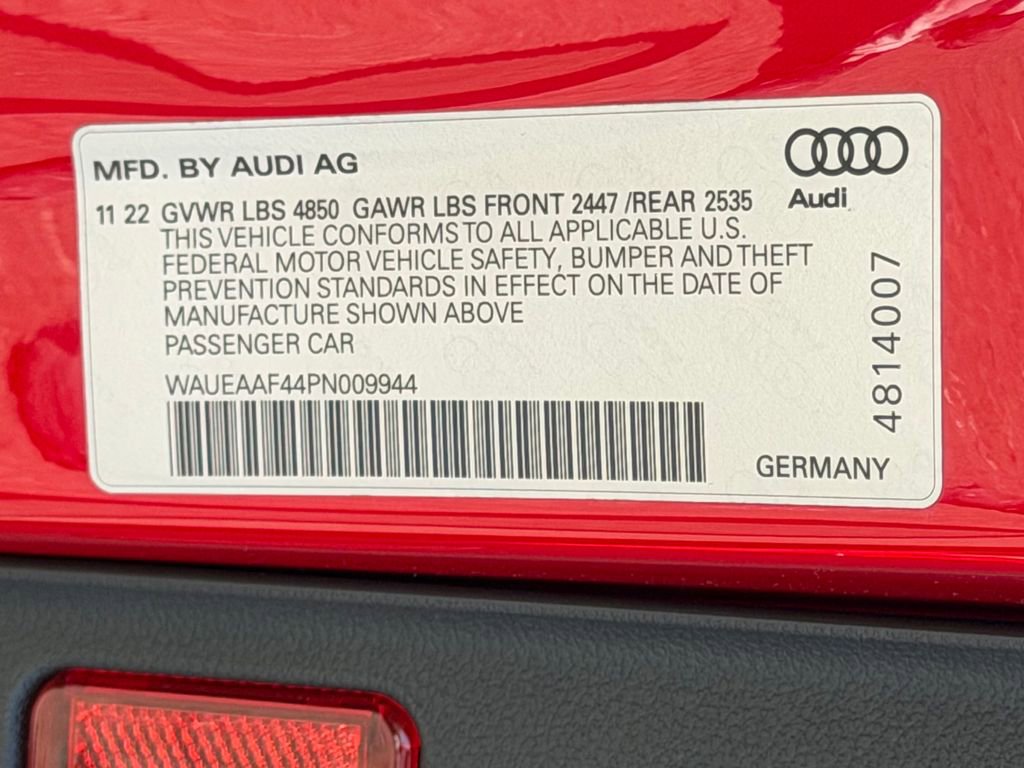 MFD. BY AUDI AG
Audi
11 22 GVWR LBS 4850 GAWR LBS FRONT 2447 /REAR 2535
THIS VEHICLE CONFORMS TO ALL APPLICABLE U.S.
FEDERAL MOTOR VEHICLE SAFETY, BUMPER AND THEFT
PREVENTION STANDARDS IN EFFECT ON THE DATE OF
MANUFACTURE SHOWN ABOVE
PASSENGER CAR
WAUEAAF44PN009944
4814007
GERMANY